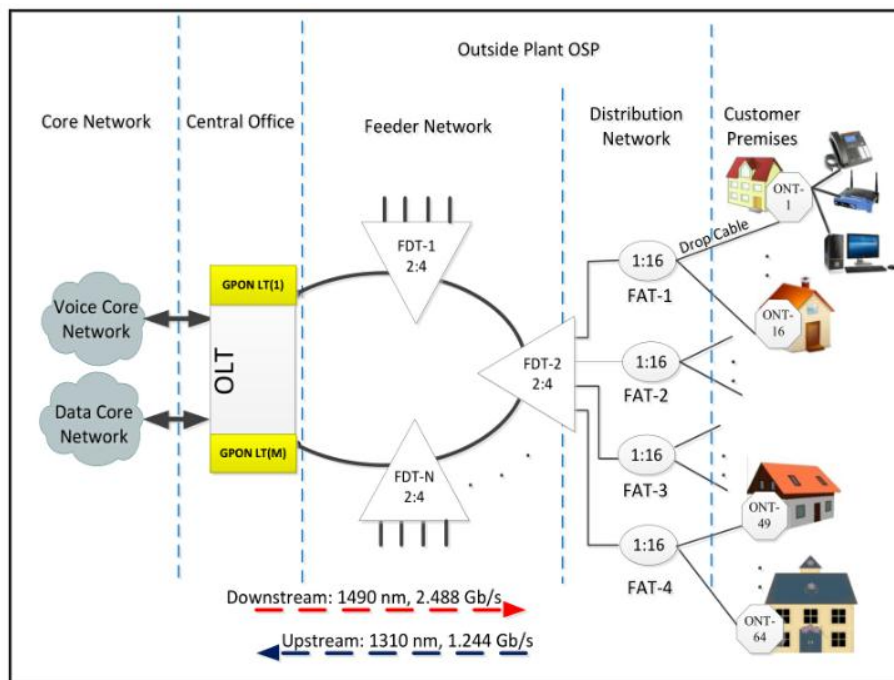 Outside Plant OSP
Core Network
Central Office
Feeder Network
Distribution
Network
Customer
Premises
Voice Core
Network
Data Core
Network
GPON LT(1)
OLT
GPON LT(M)
FDT-1
2:4
FDT-2
2:4
FDT-N
2:4
1:16
FAT-1
1:16
FAT-2
1:16
FAT-3
1:16
FAT-4
Drop Cable
ONT-
1
ONT-
16
ONT-
49
ONT-
64
Downstream: 1490 nm, 2.488 Gb/s
Upstream: 1310 nm, 1.244 Gb/s